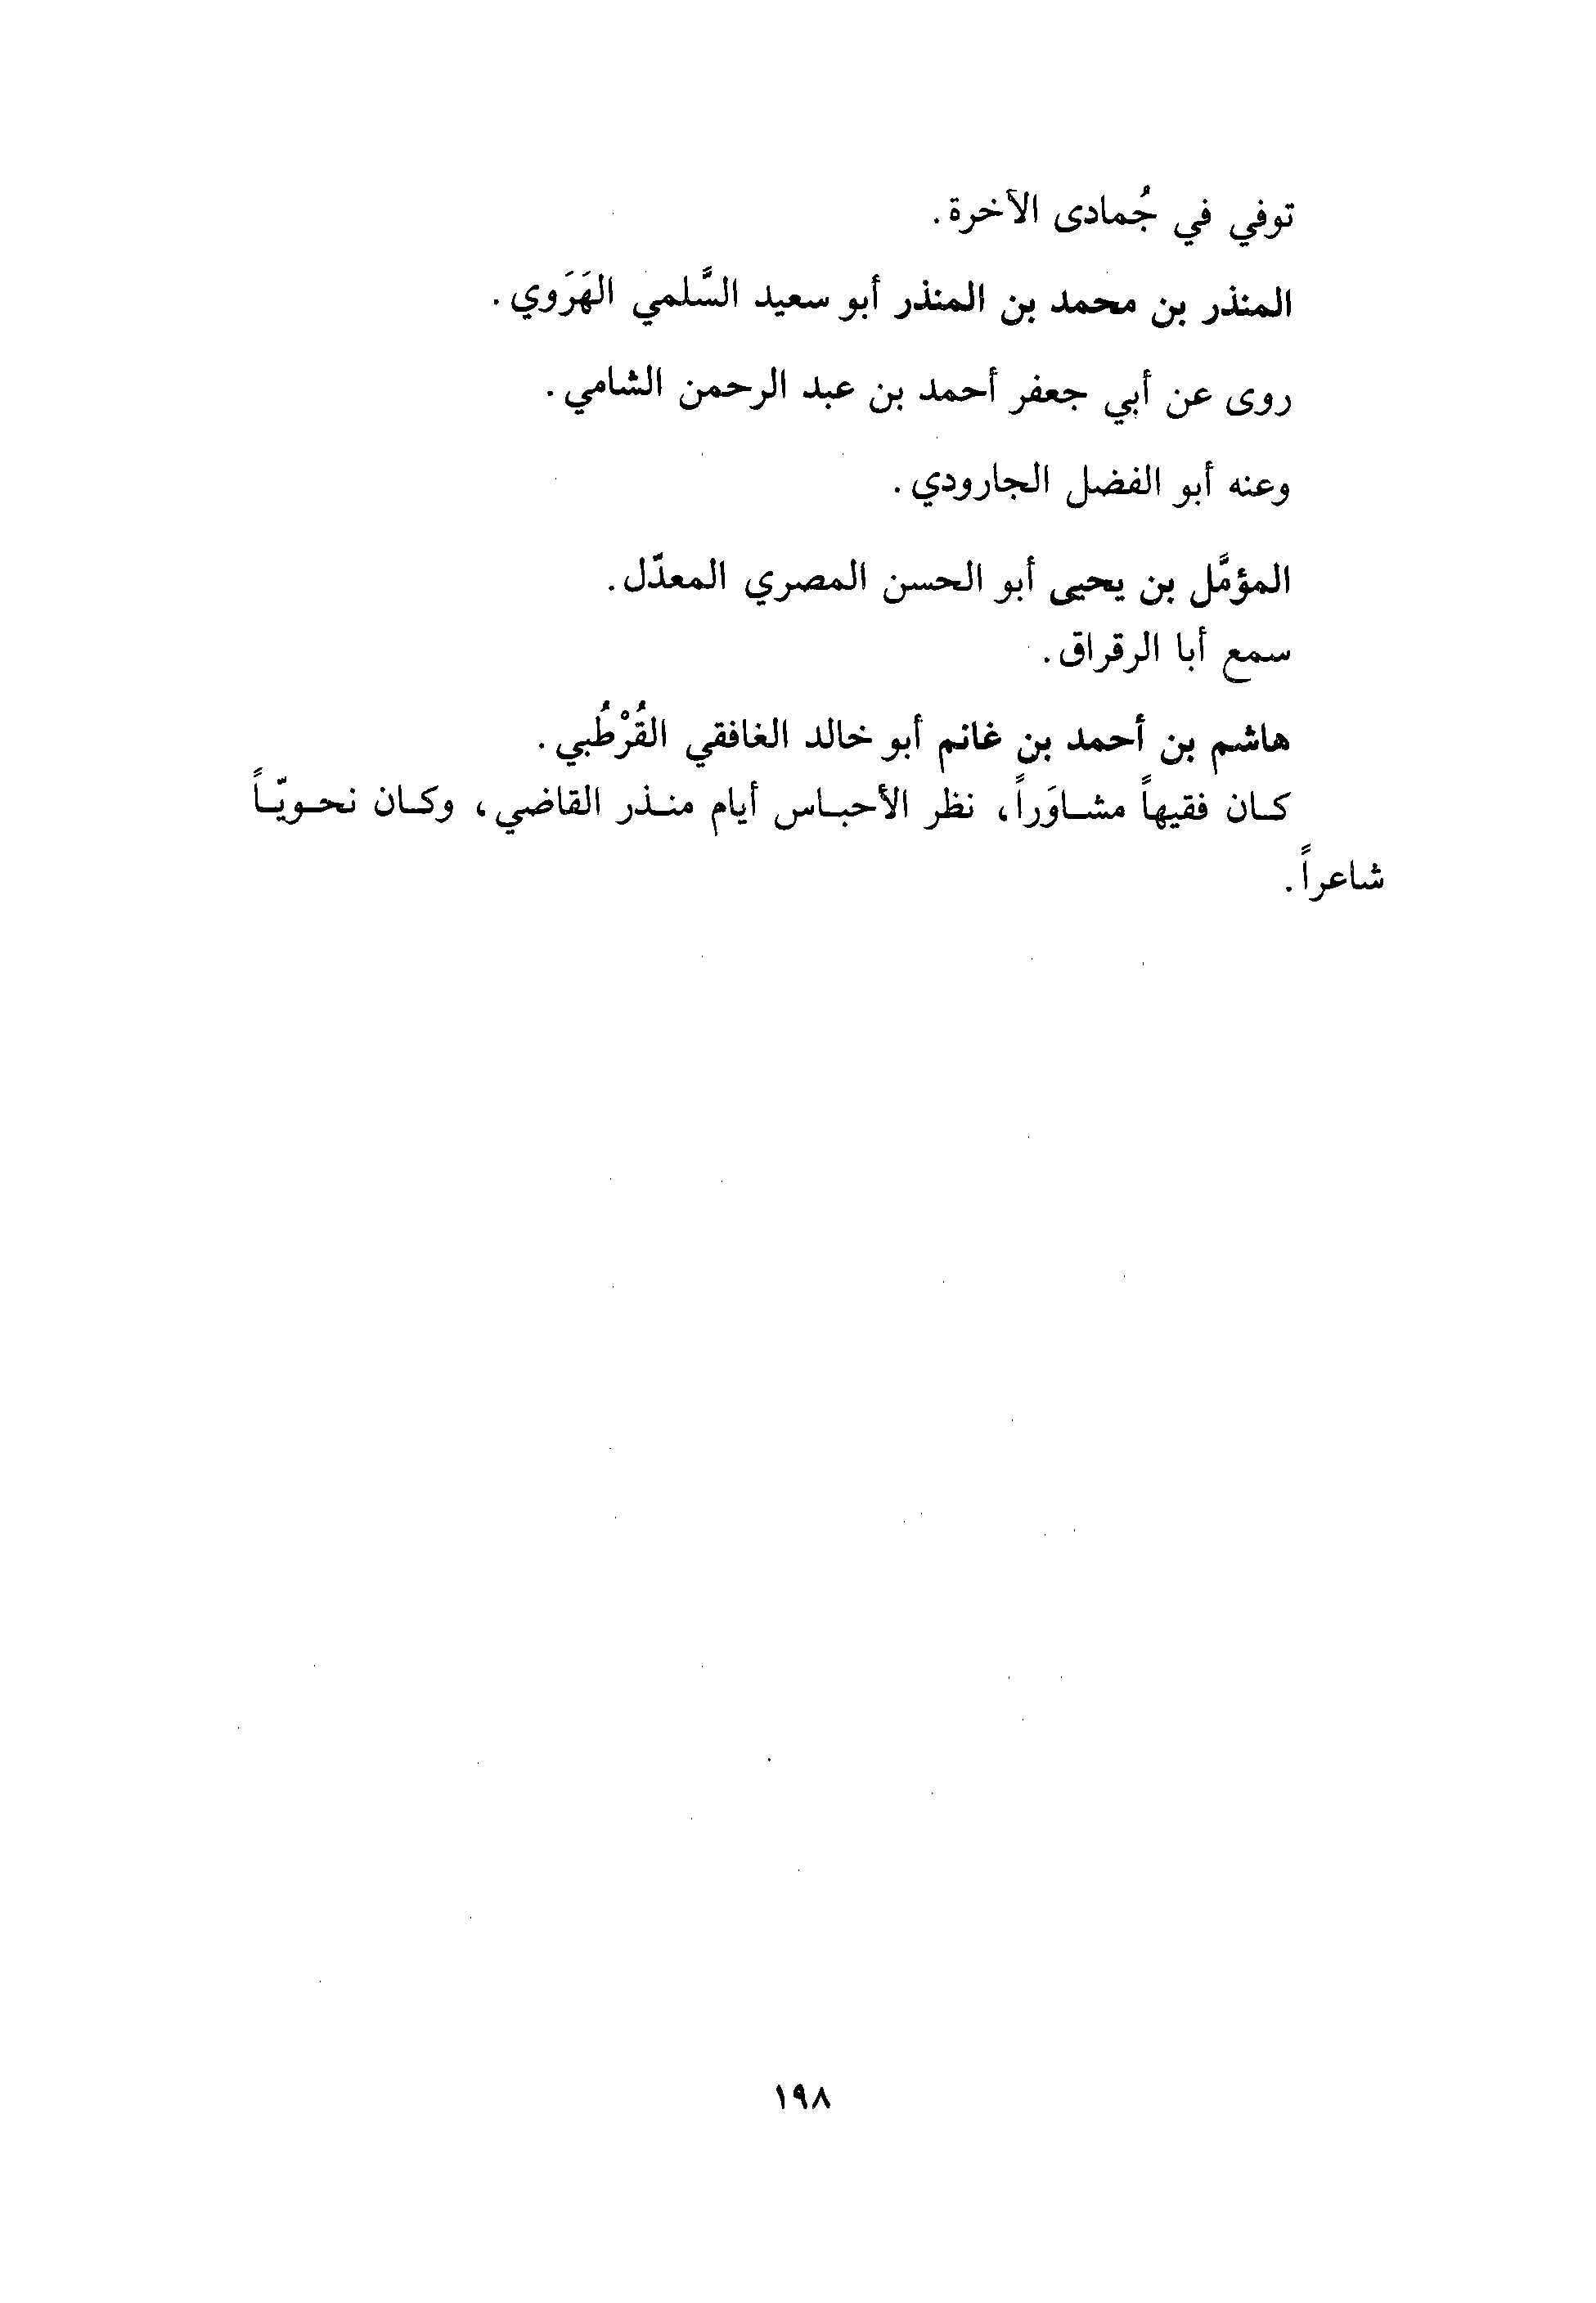 توفي في جُمادى الآخرة.
المنذر بن محمد بن المنذر أبو سعيد السَّلمي الهَرَوي.
روى عن أبي جعفر أحمد بن عبد الرحمن الشامي.
وعنه أبو الفضل الجارودي.
المؤمَّل بن يحيى أبو الحسن المصري المعدّل.
سمع أبا الرقراق.
هاشم بن أحمد بن غانم أبو خالد الغافقي القُرْطُبي.
كان فقيهاً مشاوَراً، نظر الأحباس أيام منذر القاضي، وكان نحويّاً
شاعراً.
١٩٨